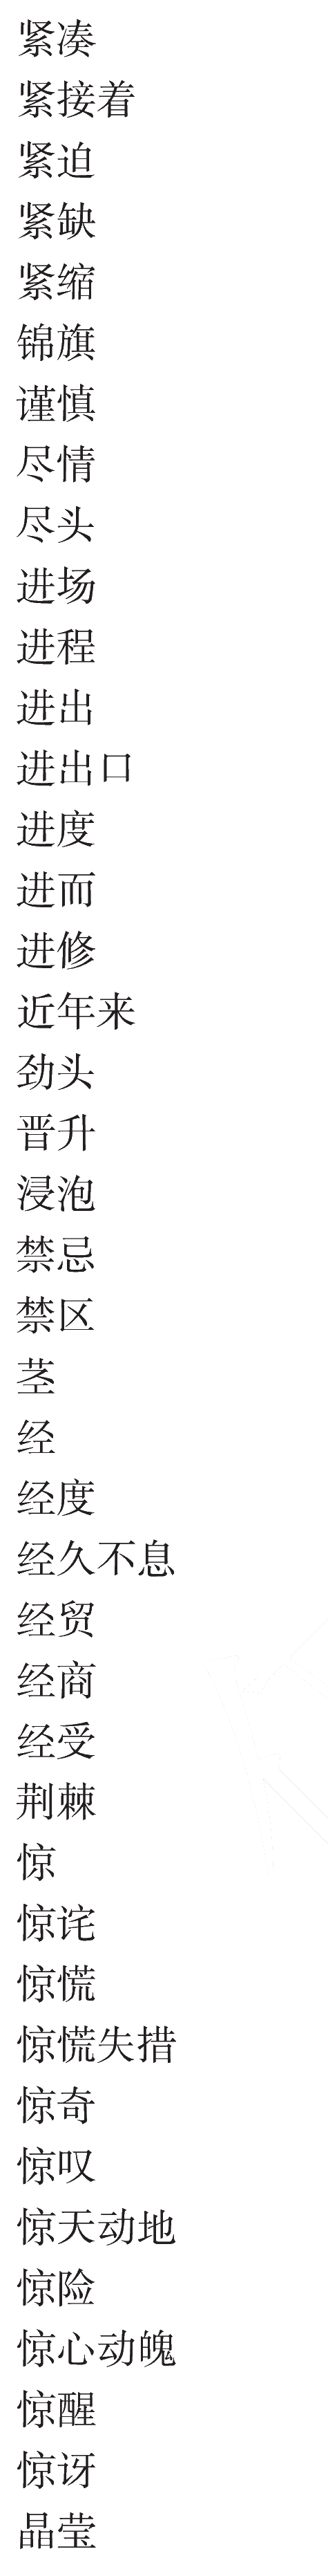 紧凑
紧接着
紧迫
紧缺
紧缩
锦旗
谨慎
尽情
尽头
进场
进程
进出
进出口
进度
进而
进修
近年来
劲头
晋升
浸泡
禁忌
禁区
茎
经
经度
经久不息
经贸
经商
经受
荆棘
惊
惊诧
惊慌
惊慌失措
惊奇
惊叹
惊天动地
惊险
惊心动魄
惊醒
惊讶
晶莹